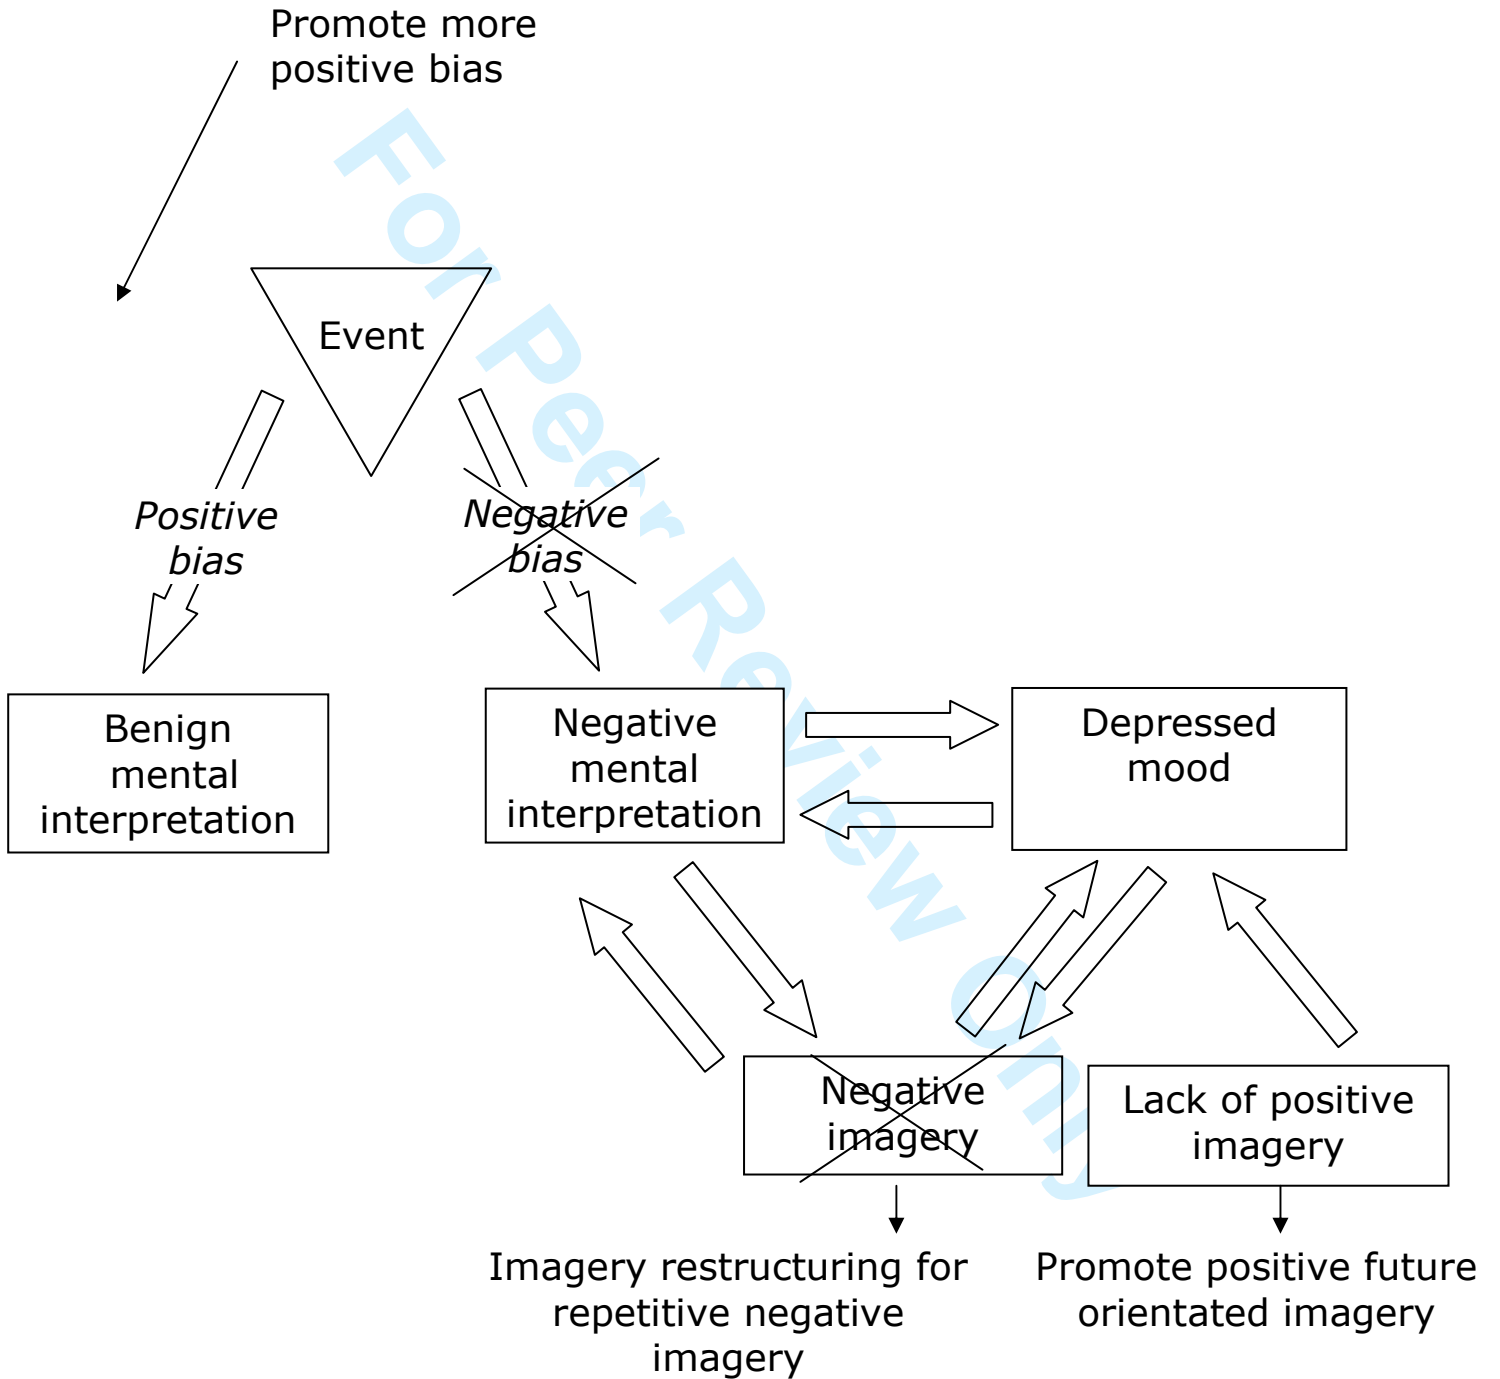 Promote more
positive bias
For Peer Review Only
Event
Positive
bias
Negative
bias
Benign
mental
interpretation
Negative
mental
interpretation
Depressed
mood
Negative
imagery
Lack of positive
imagery
Imagery restructuring for
repetitive negative
imagery
Promote positive future
orientated imagery